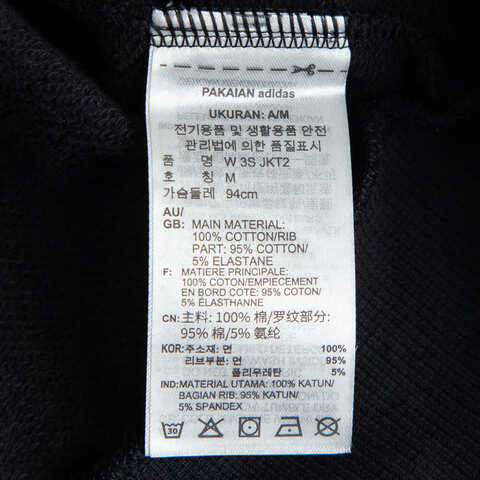 PAKAIAN adidas
UKURAN: A/M
전기용품 및 생활용품 안전
관리법에 의한 품질표시
품 명 W 3S JKT2
호 칭 M
가슴둘레 94cm
AU/
GB: MAIN MATERIAL:
100% COTTON/RIB
PART: 95% COTTON/
5% ELASTANE
F: MATIERE PRINCIPALE:
100% COTON/EMPIECEMENT
EN BORD COTE: 95% COTON/
5% ÉLASTHANNE
CN: 主料: 100% 棉/罗纹部分:
95% 棉/5% 氨纶
KOR: 주소재: 면 100%
리브부분: 면 95%
폴리우레탄 5%
IND: MATERIAL UTAMA: 100% KATUN/
BAGIAN RIB: 95% KATUN/
5% SPANDEX
30